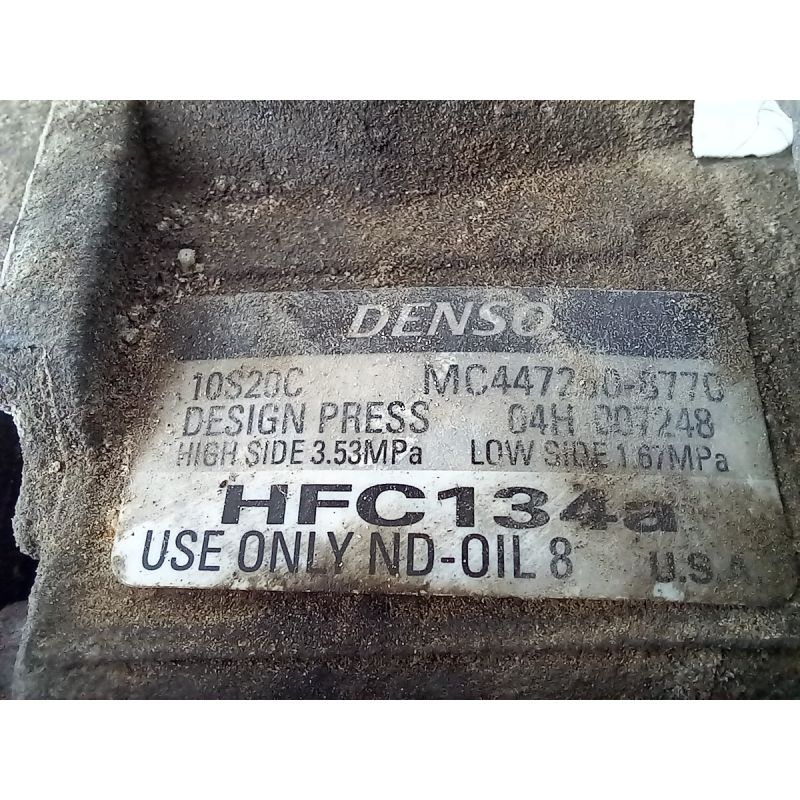 DENSO
10S20C
DESIGN PRESS 04H 007248
HIGH SIDE 3.53MPa LOW SIDE 1.67MPa
HFC134a
USE ONLY ND-OIL 8 U.S.A.